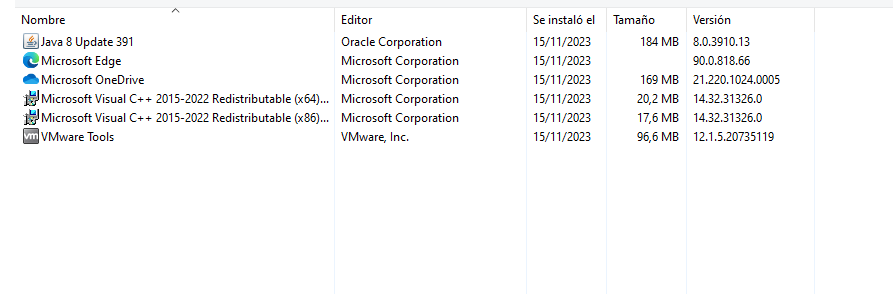 Nombre Editor Se instaló el Tamaño Versión
Java 8 Update 391 Oracle Corporation 15/11/2023 184 MB 8.0.3910.13
Microsoft Edge Microsoft Corporation 15/11/2023 90.0.818.66
Microsoft OneDrive Microsoft Corporation 15/11/2023 169 MB 21.220.1024.0005
Microsoft Visual C++ 2015-2022 Redistributable (x64)... Microsoft Corporation 15/11/2023 20,2 MB 14.32.31326.0
Microsoft Visual C++ 2015-2022 Redistributable (x86)... Microsoft Corporation 15/11/2023 17,6 MB 14.32.31326.0
vm VMware Tools VMware, Inc. 15/11/2023 96,6 MB 12.1.5.20735119